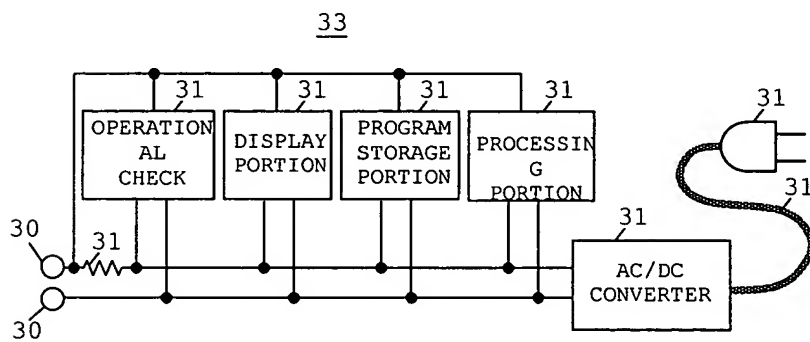 33
31
31
31
31
31
OPERATION
AL
CHECK
DISPLAY
PORTION
PROGRAM
STORAGE
PORTION
PROCESSIN
G
PORTION
31
30
31
31
AC/DC
CONVERTER
30